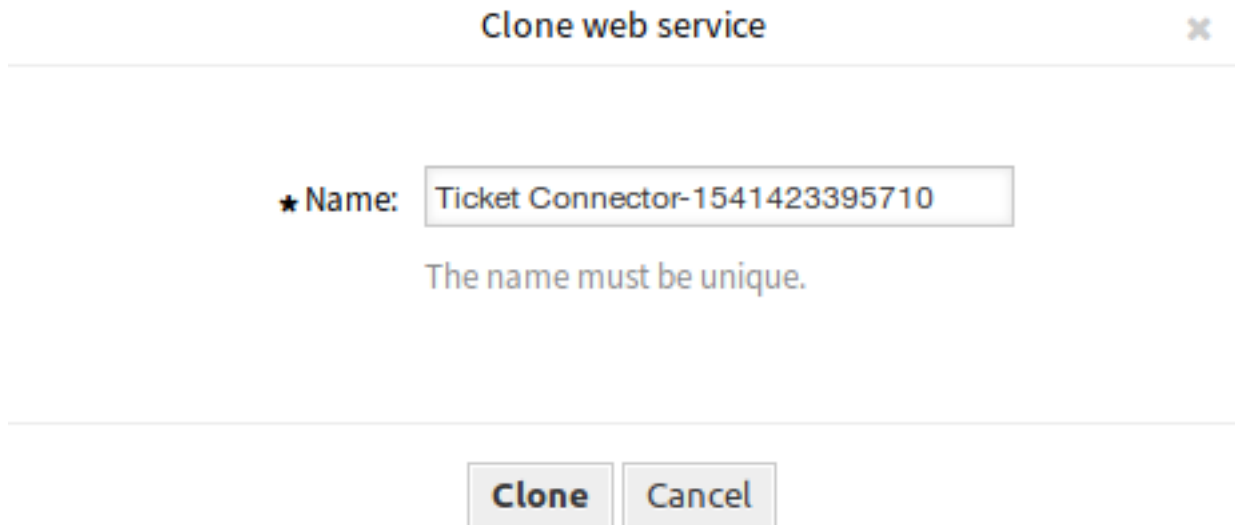 Clone web service
★ Name: Ticket Connector-1541423395710
The name must be unique.
Clone Cancel